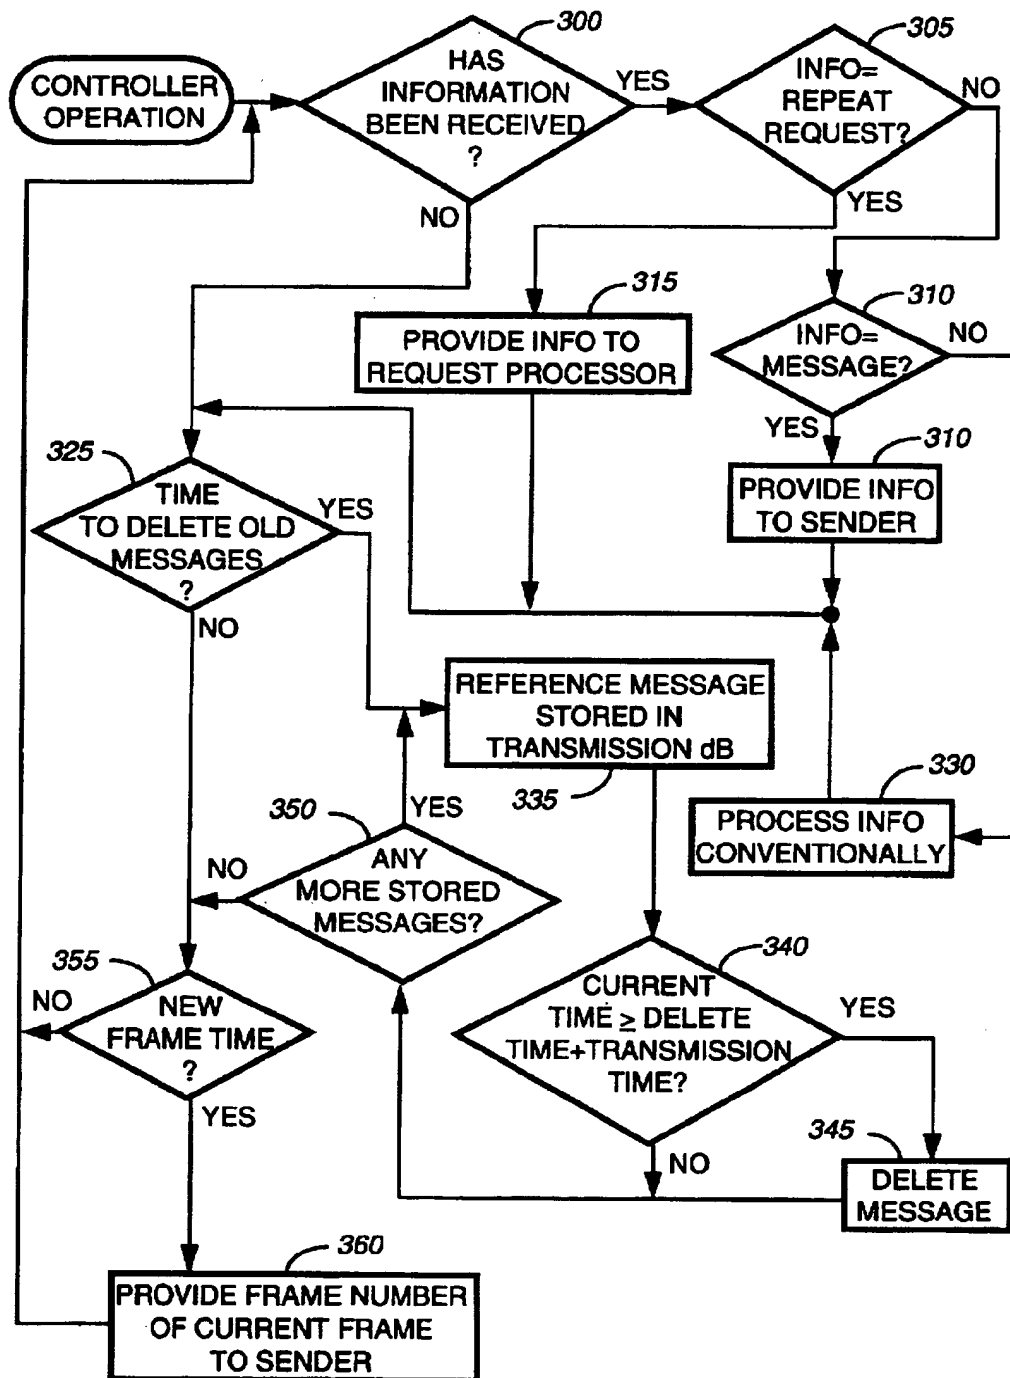 300
305
CONTROLLER
OPERATION
HAS
INFORMATION
BEEN RECEIVED
?
YES
INFO=
REPEAT
REQUEST?
NO
NO
YES
315
310
PROVIDE INFO TO
REQUEST PROCESSOR
INFO=
MESSAGE?
NO
YES
325
310
TIME
TO DELETE OLD
MESSAGES
?
YES
PROVIDE INFO
TO SENDER
NO
REFERENCE MESSAGE
STORED IN
TRANSMISSION dB
335
330
PROCESS INFO
CONVENTIONALLY
350
YES
ANY
MORE STORED
MESSAGES?
NO
355
340
NEW
FRAME TIME
?
NO
CURRENT
TIME ≥ DELETE
TIME+TRANSMISSION
TIME?
YES
YES
NO
345
DELETE
MESSAGE
360
PROVIDE FRAME NUMBER
OF CURRENT FRAME
TO SENDER